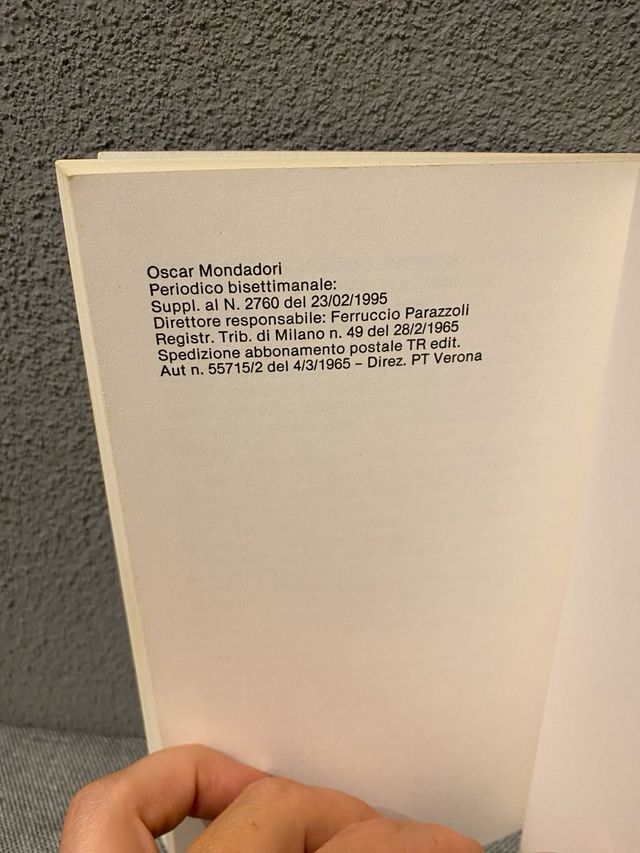 Oscar Mondadori
Periodico bisettimanale:
Suppl. al N. 2760 del 23/02/1995
Direttore responsabile: Ferruccio Parazzoli
Registr. Trib. di Milano n. 49 del 28/2/1965
Spedizione abbonamento postale TR edit.
Aut n. 55715/2 del 4/3/1965 – Direz. PT Verona